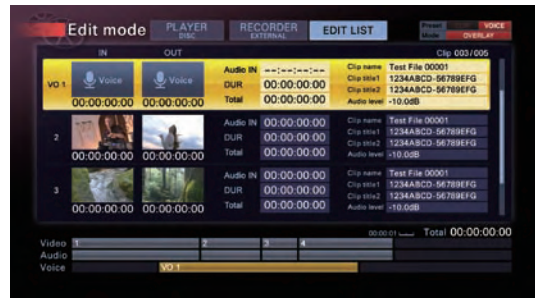 Edit mode PLAYER DISC RECORDER EXTERNAL EDIT LIST Preset VOICE
Mode OVERLAY
IN OUT Clip 003/005
VO 1 Voice Voice Audio IN --:--:--:-- Clip name Test File 00001
DUR 00:00:00:00 Clip title1 1234ABCD-56789EFG
Clip title2 1234ABCD-56789EFG
00:00:00:00 00:00:00:00 Total 00:00:00:00 Audio level -10.0dB
2 Audio IN 00:00:00:00 Clip name Test File 00001
DUR 00:00:00:00 Clip title1 1234ABCD-56789EFG
Clip title2 1234ABCD-56789EFG
00:00:00:00 00:00:00:00 Total 00:00:00:00 Audio level -10.0dB
3 Audio IN 00:00:00:00 Clip name Test File 00001
DUR 00:00:00:00 Clip title1 1234ABCD-56789EFG
Clip title2 1234ABCD-56789EFG
00:00:00:00 00:00:00:00 Total 00:00:00:00 Audio level -10.0dB
00:00:01 Total 00:00:00:00
Video 1 2 3 4
Audio
Voice VO 1